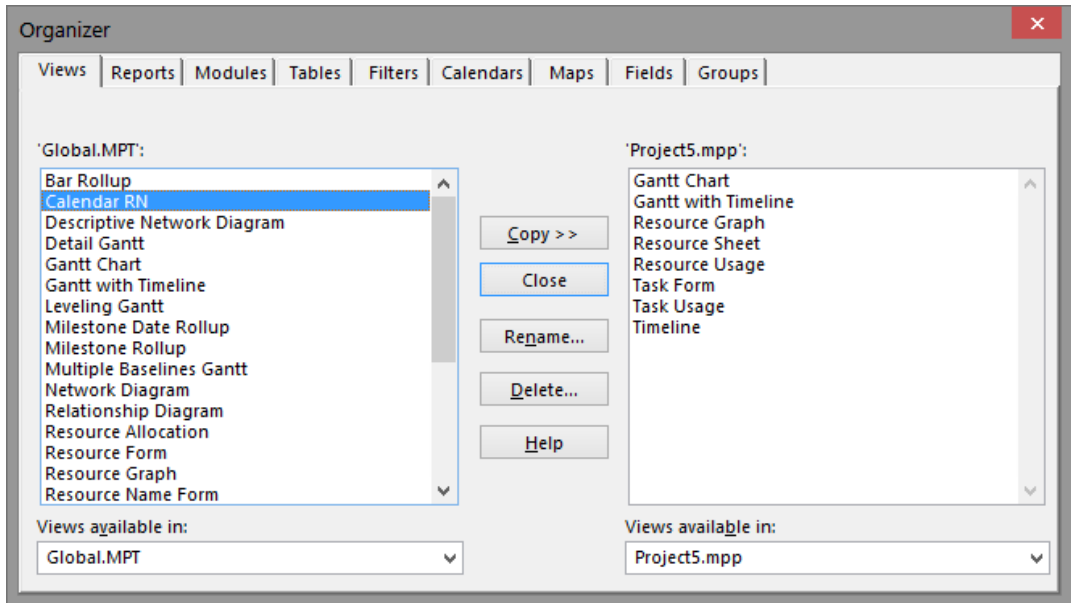 Organizer
Views Reports Modules Tables Filters Calendars Maps Fields Groups
'Global.MPT':
Bar Rollup
Calendar RN
Descriptive Network Diagram
Detail Gantt
Gantt Chart
Gantt with Timeline
Leveling Gantt
Milestone Date Rollup
Milestone Rollup
Multiple Baselines Gantt
Network Diagram
Relationship Diagram
Resource Allocation
Resource Form
Resource Graph
Resource Name Form
Views available in:
Global.MPT
Copy >>
Close
Rename...
Delete...
Help
'Project5.mpp':
Gantt Chart
Gantt with Timeline
Resource Graph
Resource Sheet
Resource Usage
Task Form
Task Usage
Timeline
Views available in:
Project5.mpp